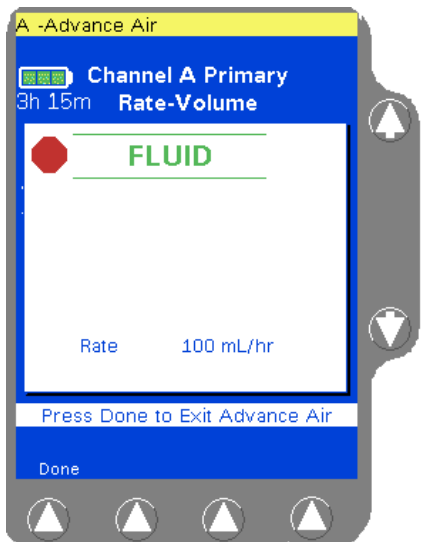 A -Advance Air
Channel A Primary
3h 15m Rate-Volume
FLUID
Rate 100 mL/hr
Press Done to Exit Advance Air
Done